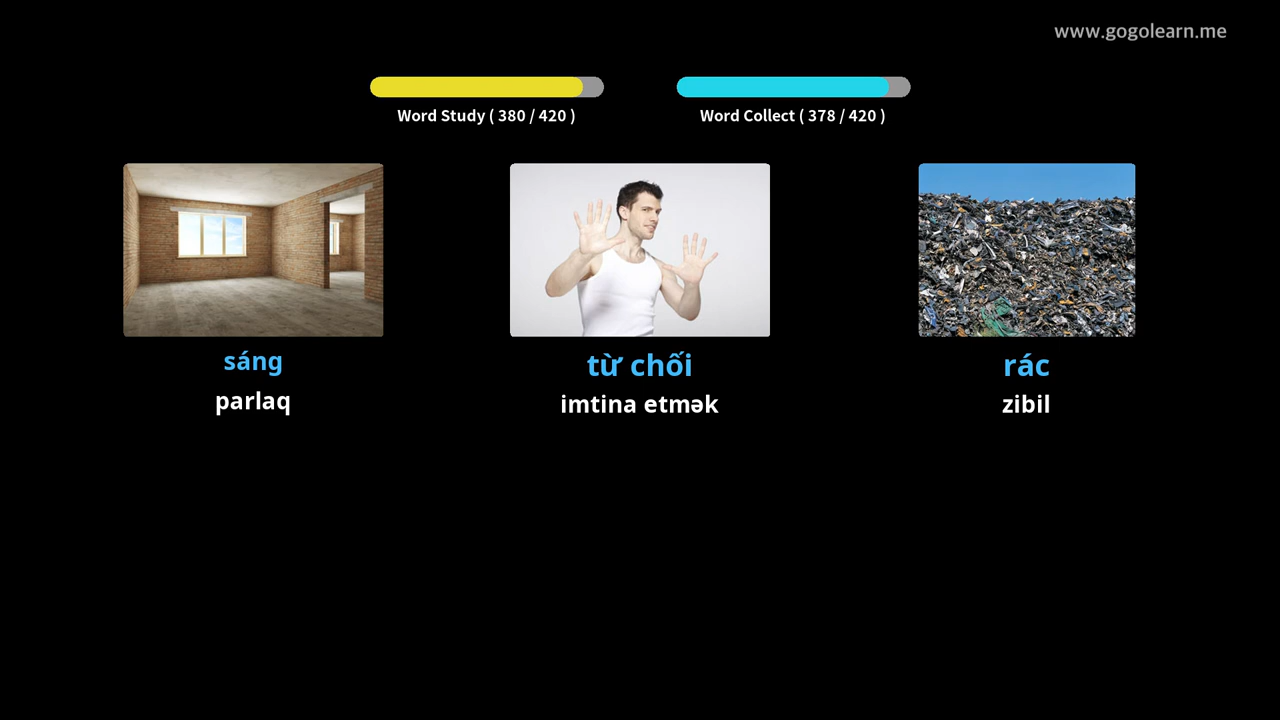 www.gogolearn.me
Word Study ( 380 / 420 )
Word Collect ( 378 / 420 )
sáng
từ chối
rác
parlaq
imtina etmək
zibil